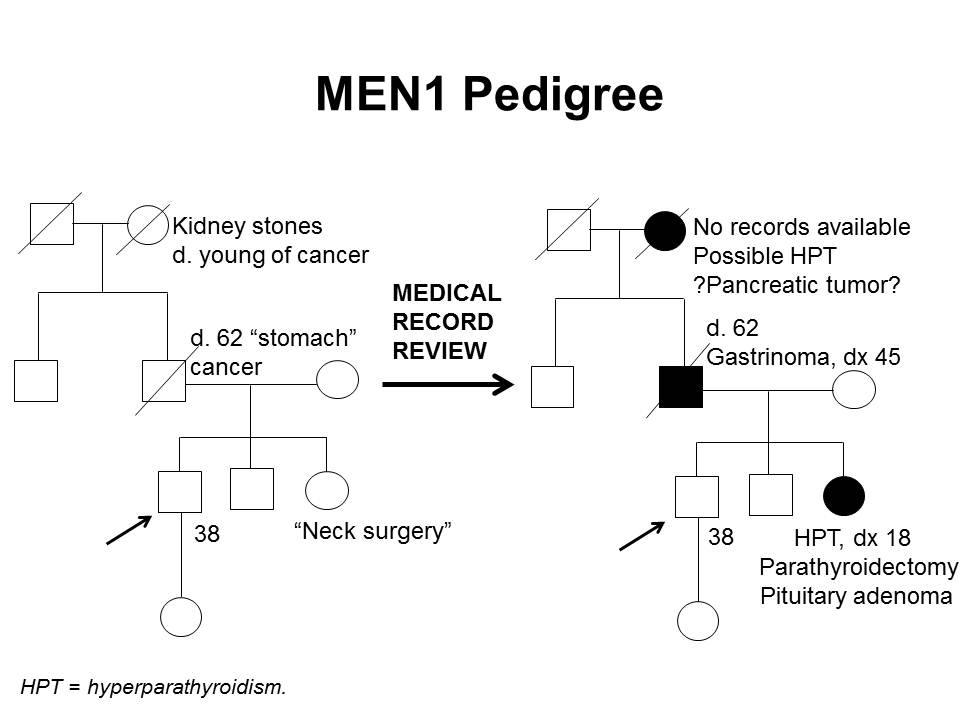 MEN1 Pedigree
Kidney stones
d. young of cancer
d. 62 “stomach”
cancer
38
“Neck surgery”
MEDICAL
RECORD
REVIEW
No records available
Possible HPT
?Pancreatic tumor?
d. 62
Gastrinoma, dx 45
38
HPT, dx 18
Parathyroidectomy
Pituitary adenoma
HPT = hyperparathyroidism.